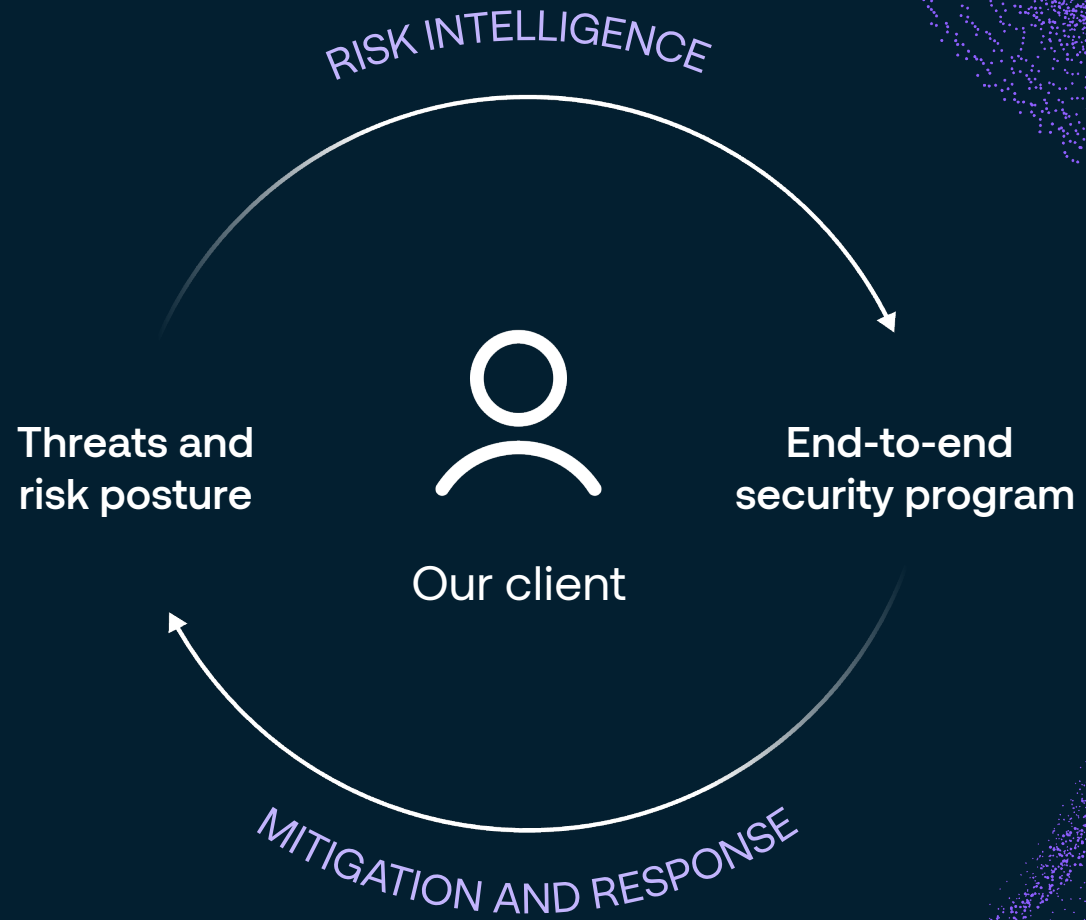 RISK INTELLIGENCE
Threats and
risk posture
End-to-end
security program
Our client
MITIGATION AND RESPONSE